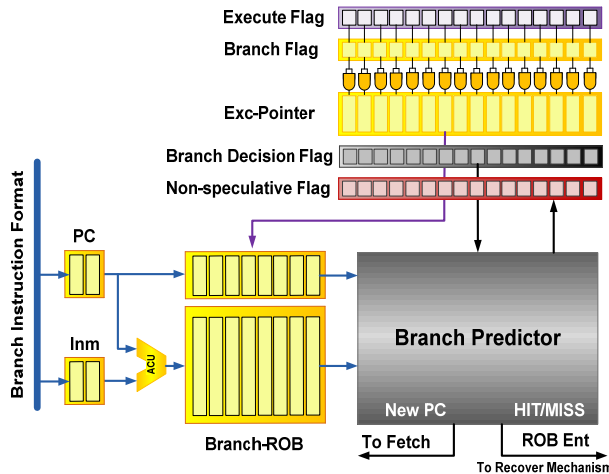 Execute Flag
Branch Flag
Exc-Pointer
Branch Decision Flag
Non-speculative Flag
Branch Instruction Format
PC
Inm
ACU
Branch-ROB
Branch Predictor
New PC
HIT/MISS
To Fetch
ROB Ent
To Recover Mechanism